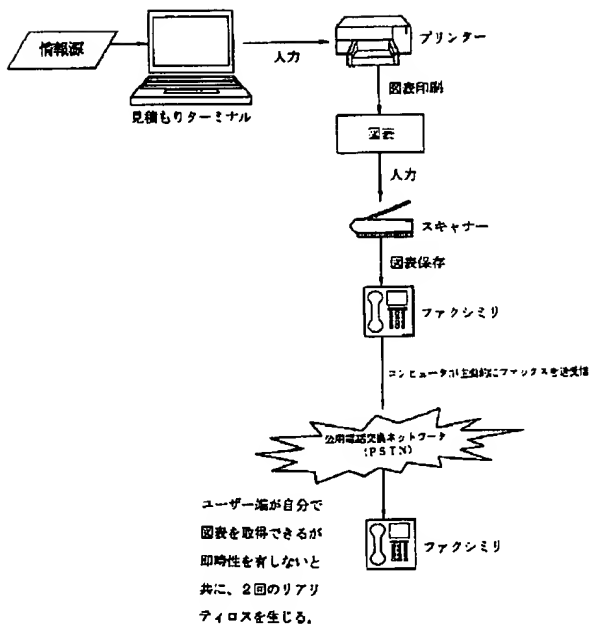 情報源
入力
プリンター
見積もりターミナル
図表印刷
図表
入力
スキャナー
図表保存
ファクシミリ
コンピュータが主動的にファックスを送受信
公用電話交換ネットワーク
(PSTN)
ユーザー端が自分で
図表を取得できるが
即時性を有しないと
共に、2回のリアリ
ティロスを生じる。
ファクシミリ